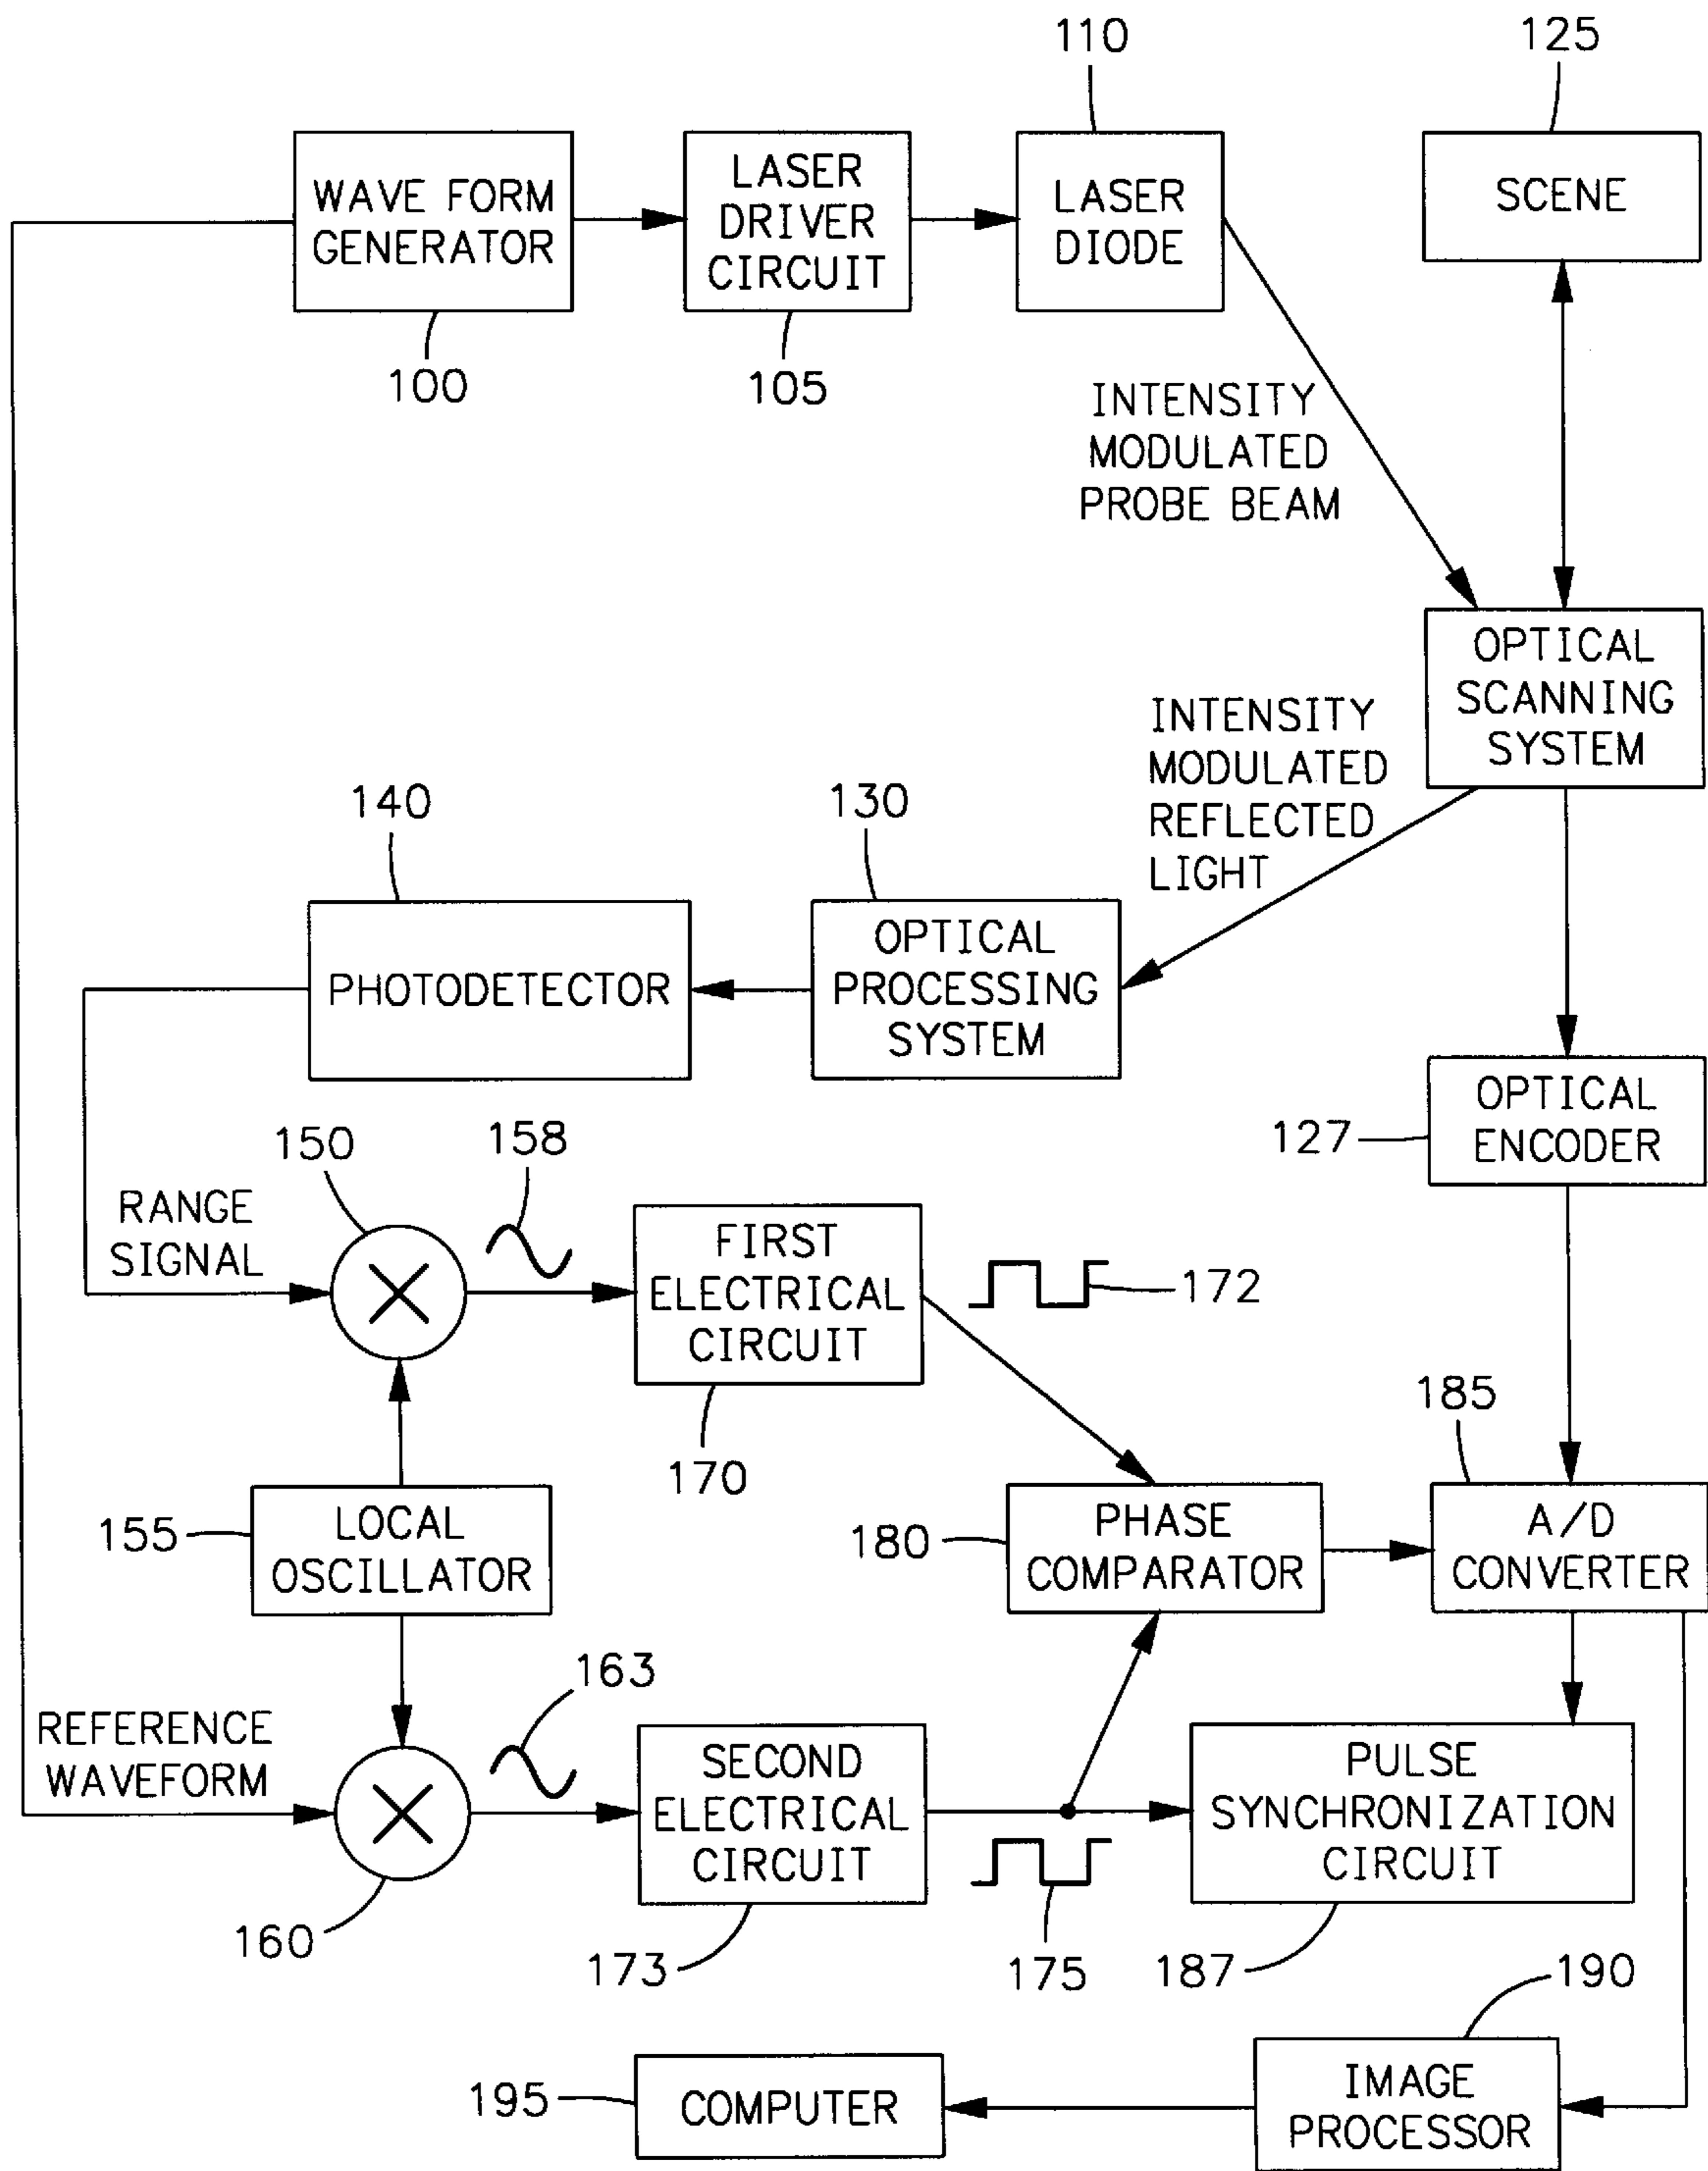 110
125
WAVE FORM
GENERATOR
LASER
DRIVER
CIRCUIT
LASER
DIODE
SCENE
100
105
INTENSITY
MODULATED
PROBE BEAM
OPTICAL
SCANNING
SYSTEM
INTENSITY
MODULATED
REFLECTED
LIGHT
140
130
PHOTODETECTOR
OPTICAL
PROCESSING
SYSTEM
OPTICAL
ENCODER
127
150
158
RANGE
SIGNAL
FIRST
ELECTRICAL
CIRCUIT
172
170
185
155
LOCAL
OSCILLATOR
180
PHASE
COMPARATOR
A/D
CONVERTER
163
REFERENCE
WAVEFORM
SECOND
ELECTRICAL
CIRCUIT
PULSE
SYNCHRONIZATION
CIRCUIT
160
173
175
187
190
195
COMPUTER
IMAGE
PROCESSOR